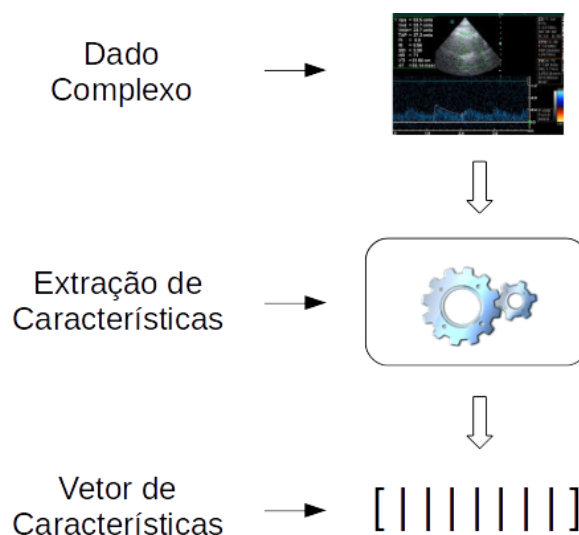 Dado
Complexo
Extração de
Características
Vetor de
Características
[ | | | | | | | ]